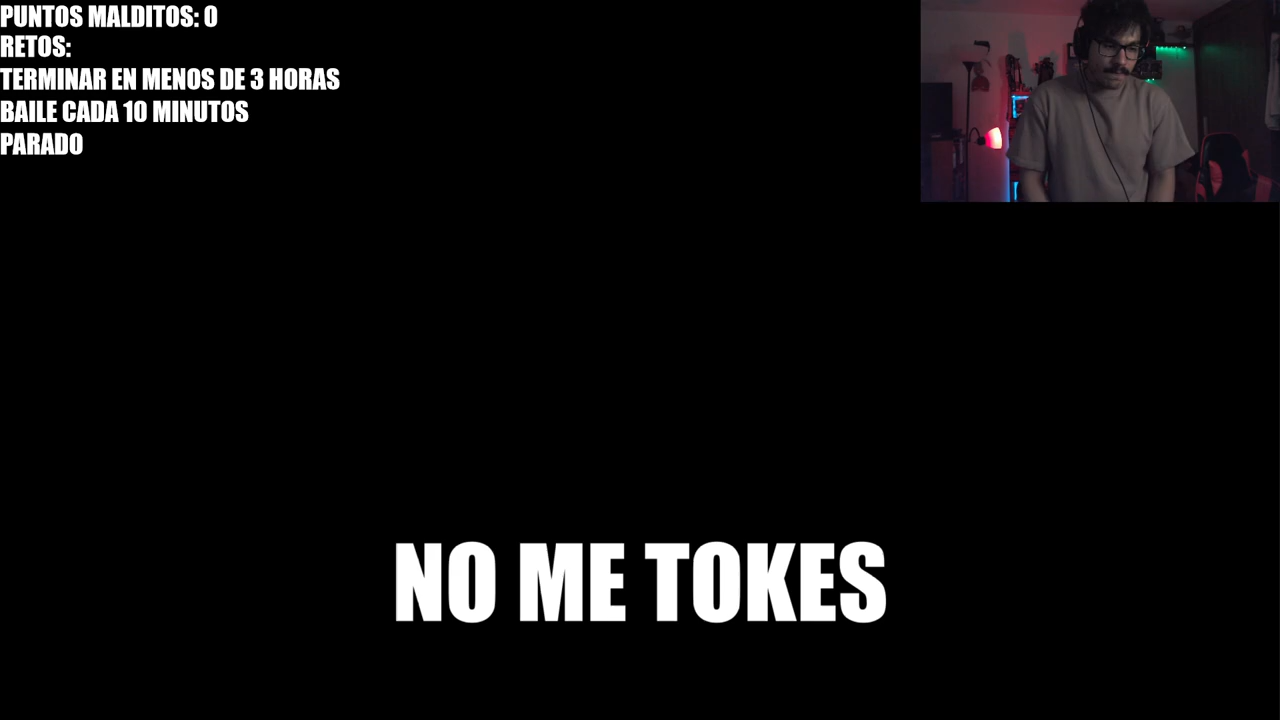 PUNTOS MALDITOS: 0
RETOS:
TERMINAR EN MENOS DE 3 HORAS
BAILE CADA 10 MINUTOS
PARADO
NO ME TOKES